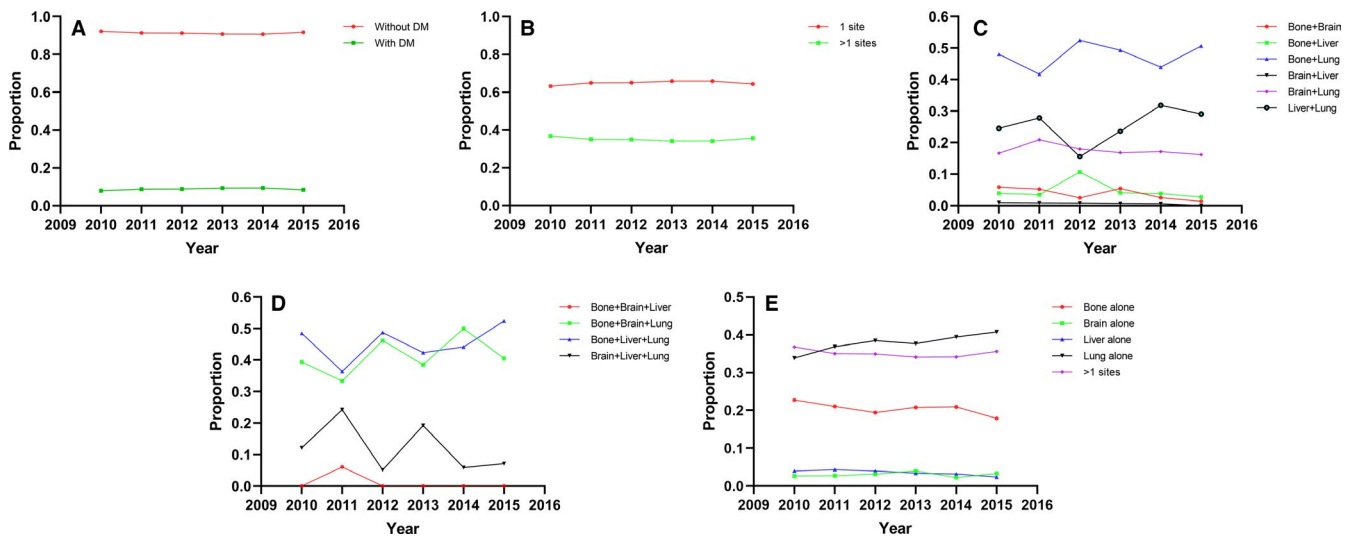 A
Proportion
1.0
0.8
0.6
0.4
0.2
0.0
2009 2010 2011 2012 2013 2014 2015 2016
Year
Without DM
With DM
B
Proportion
1.0
0.8
0.6
0.4
0.2
0.0
2009 2010 2011 2012 2013 2014 2015 2016
Year
1 site
>1 sites
C
Proportion
0.6
0.5
0.4
0.3
0.2
0.1
0.0
2009 2010 2011 2012 2013 2014 2015 2016
Year
Bone+Brain
Bone+Liver
Bone+Lung
Brain+Liver
Brain+Lung
Liver+Lung
D
Proportion
0.6
0.5
0.4
0.3
0.2
0.1
0.0
2009 2010 2011 2012 2013 2014 2015 2016
Year
Bone+Brain+Liver
Bone+Brain+Lung
Bone+Liver+Lung
Brain+Liver+Lung
E
Proportion
0.5
0.4
0.3
0.2
0.1
0.0
2009 2010 2011 2012 2013 2014 2015 2016
Year
Bone alone
Brain alone
Liver alone
Lung alone
>1 sites